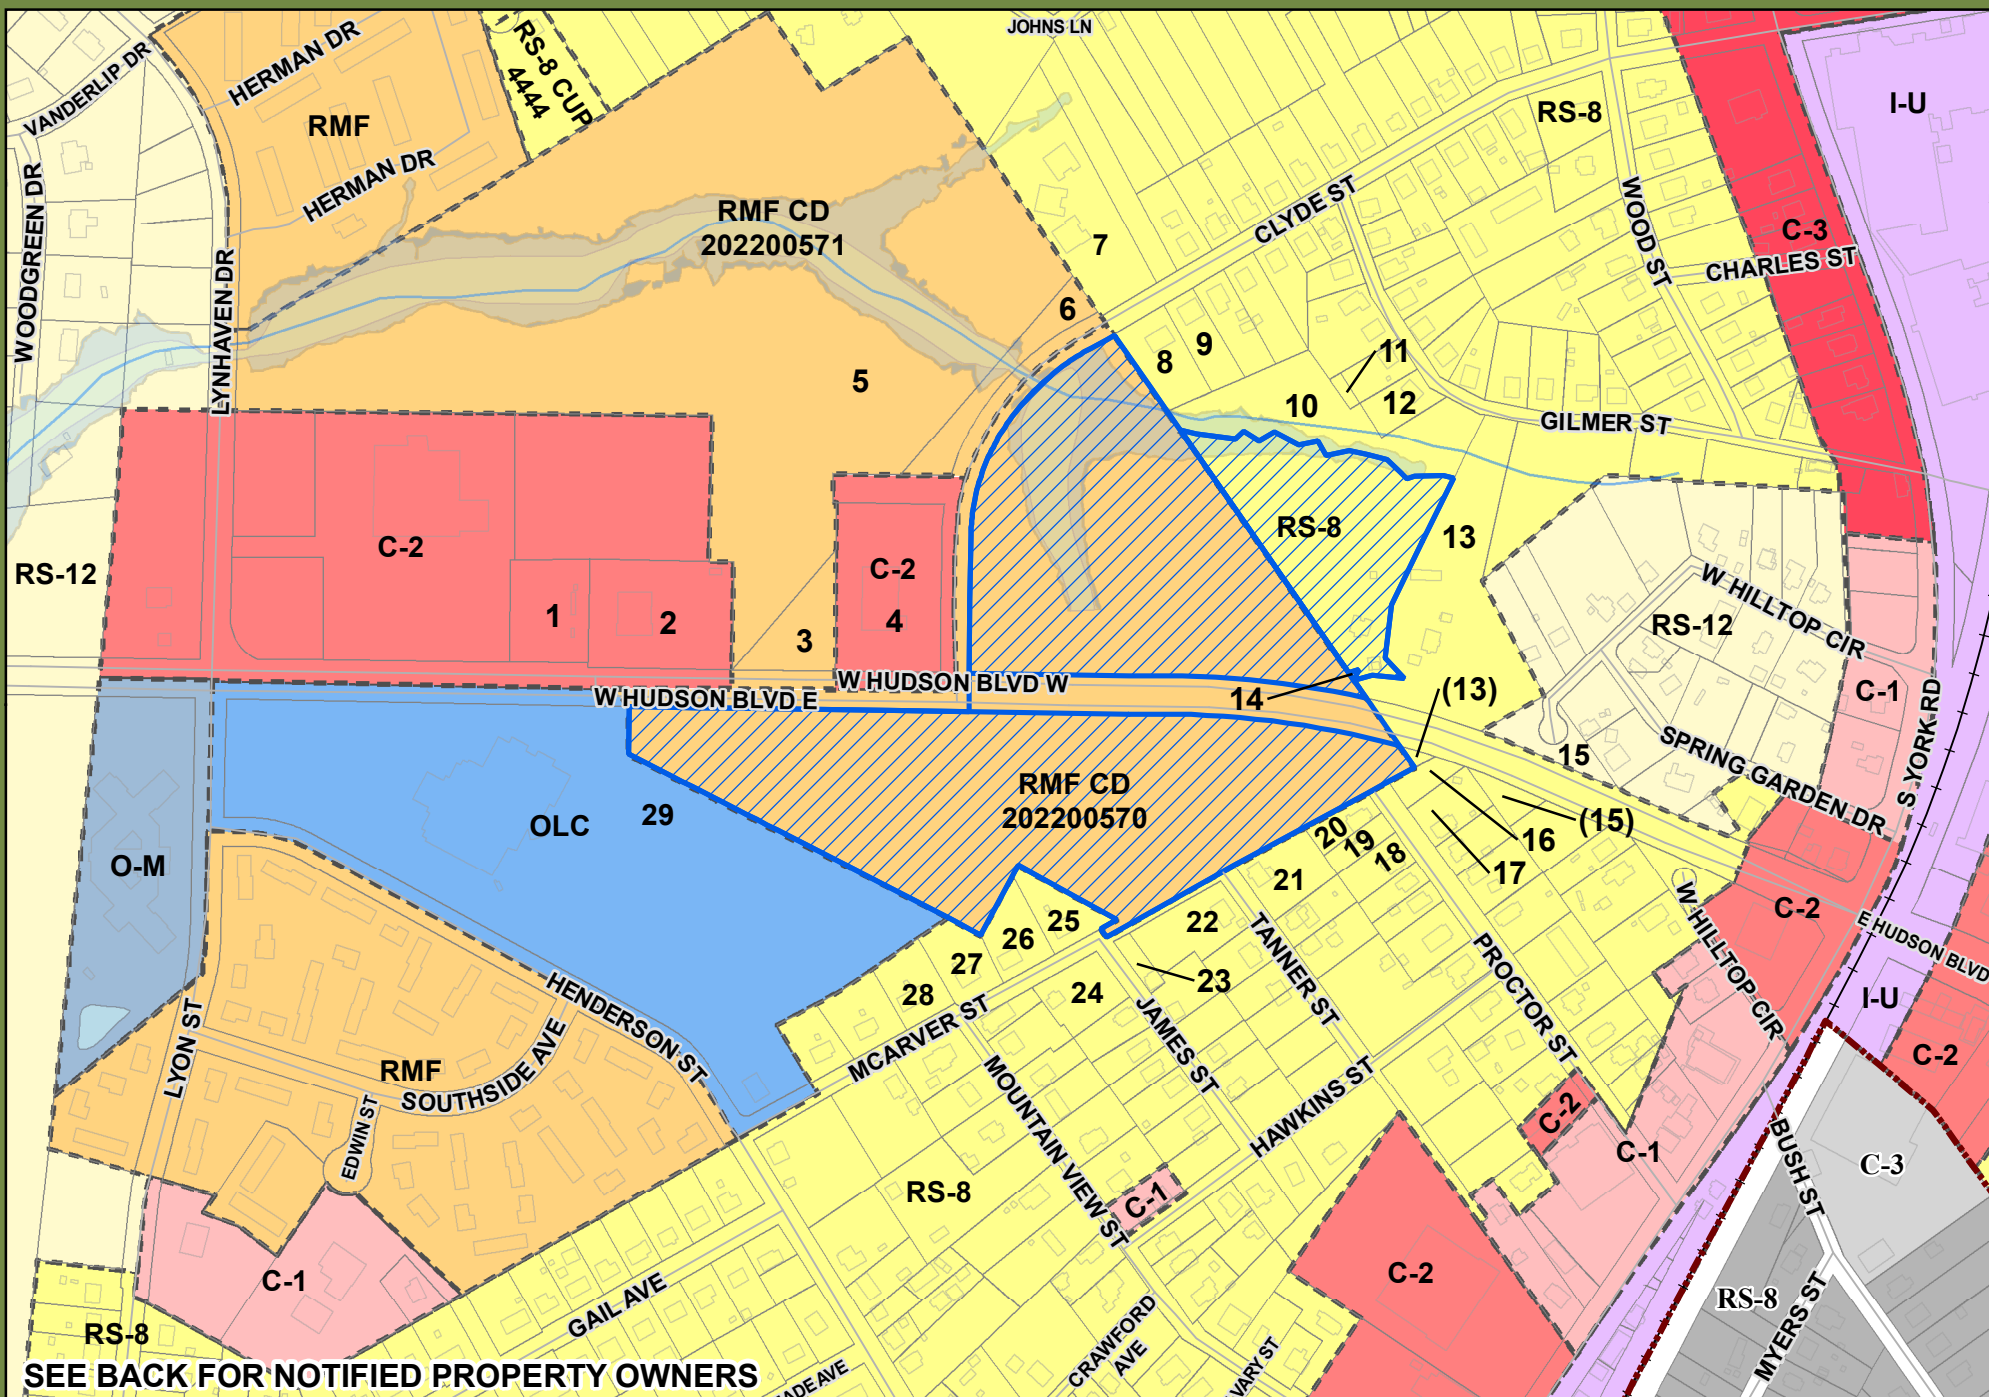 JOHNS LN
HERMAN DR
VANDERLIP DR
RS-8 CUP
4444
RMF
HERMAN DR
WOODGREEN DR
LYNHAVEN DR
RMF CD
202200571
RS-8
I-U
CLYDE ST
WOOD ST
C-3
CHARLES ST
7
6
8
9
11
5
10
12
GILMER ST
RS-12
C-2
C-2
RS-8
13
1
2
3
4
W HILLTOP CIR
RS-12
W HUDSON BLVD E
W HUDSON BLVD W
14
(13)
C-1
S YORK RD
15
SPRING GARDEN DR
RMF CD
202200570
29
OLC
O-M
20
19
18
16
(15)
17
21
22
25
26
27
28
23
24
TANNER ST
PROCTOR ST
W HILLTOP CIR
C-2
E HUDSON BLVD
I-U
C-2
HENDERSON ST
LYON ST
RMF
SOUTHSIDE AVE
EDWIN ST
MCARVER ST
JAMES ST
MOUNTAIN VIEW ST
HAWKINS ST
C-2
C-1
BUSH ST
C-3
RS-8
C-1
C-1
C-2
RS-8
MYERS ST
GAIL AVE
RS-8
CRAWFORD
AVE
VARY ST
ADE AVE
SEE BACK FOR NOTIFIED PROPERTY OWNERS